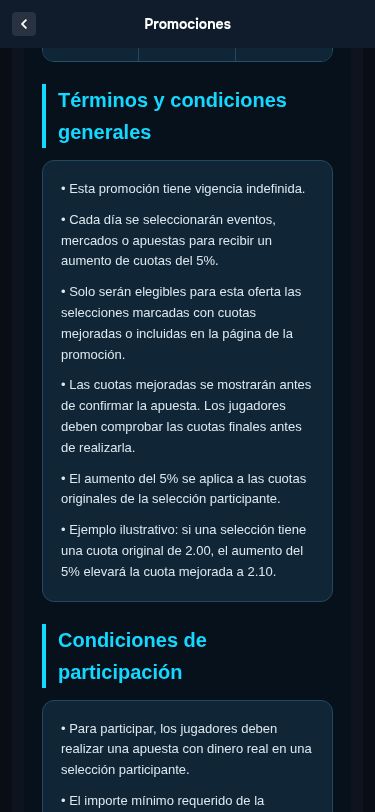 Promociones
Términos y condiciones
generales
• Esta promoción tiene vigencia indefinida.
• Cada día se seleccionarán eventos,
mercados o apuestas para recibir un
aumento de cuotas del 5%.
• Solo serán elegibles para esta oferta las
selecciones marcadas con cuotas
mejoradas o incluidas en la página de la
promoción.
• Las cuotas mejoradas se mostrarán antes
de confirmar la apuesta. Los jugadores
deben comprobar las cuotas finales antes
de realizarla.
• El aumento del 5% se aplica a las cuotas
originales de la selección participante.
• Ejemplo ilustrativo: si una selección tiene
una cuota original de 2.00, el aumento del
5% elevará la cuota mejorada a 2.10.
Condiciones de
participación
• Para participar, los jugadores deben
realizar una apuesta con dinero real en una
selección participante.
• El importe mínimo requerido de la